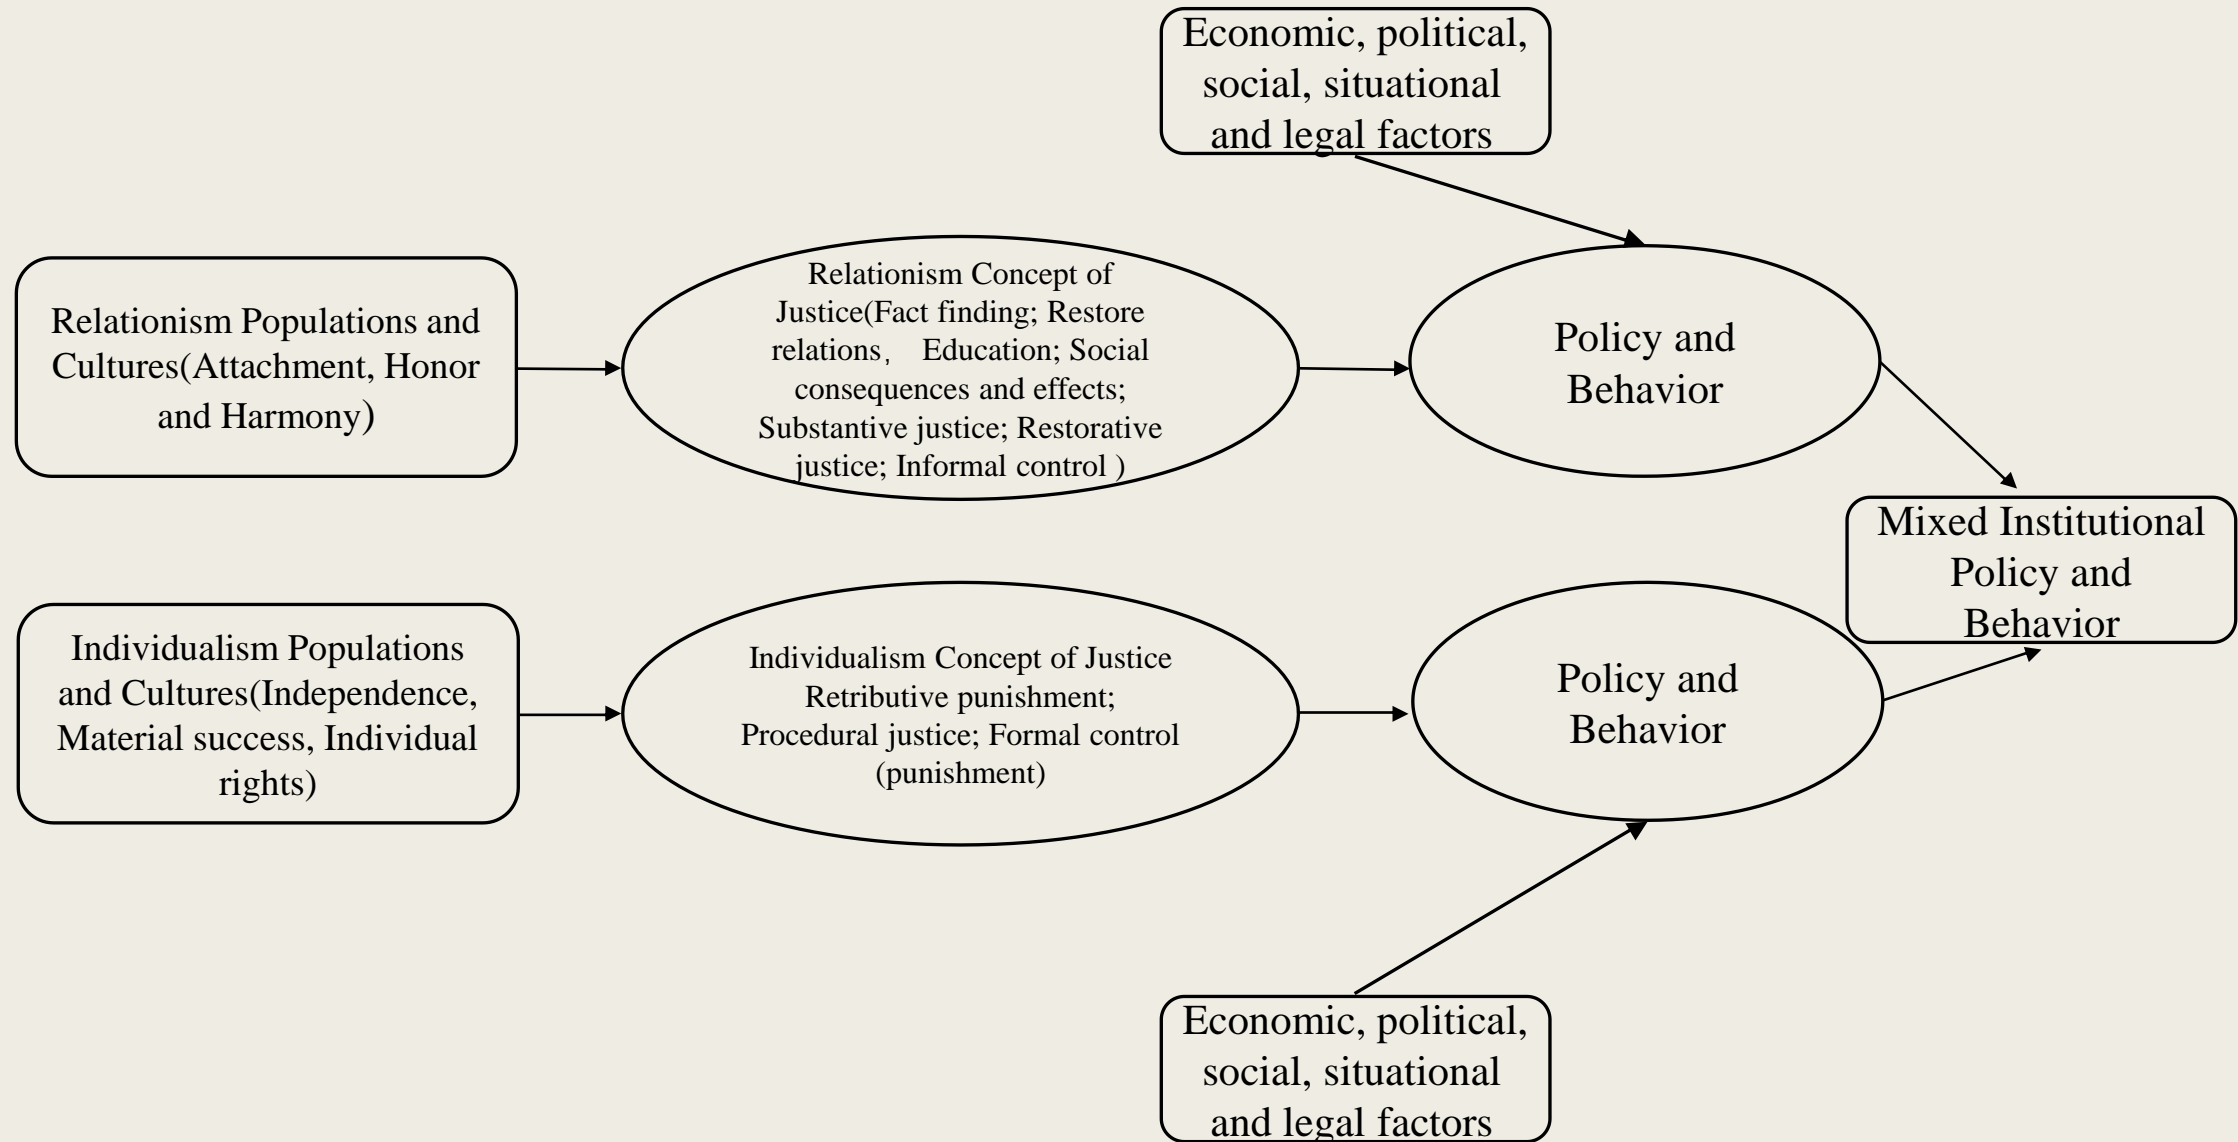 Economic, political,
social, situational
and legal factors
Relationism Populations and
Cultures(Attachment, Honor
and Harmony)
Relationism Concept of
Justice(Fact finding; Restore
relations， Education; Social
consequences and effects;
Substantive justice; Restorative
justice; Informal control )
Policy and
Behavior
Mixed Institutional
Policy and
Behavior
Individualism Populations
and Cultures(Independence,
Material success, Individual
rights)
Individualism Concept of Justice
Retributive punishment;
Procedural justice; Formal control
(punishment)
Policy and
Behavior
Economic, political,
social, situational
and legal factors